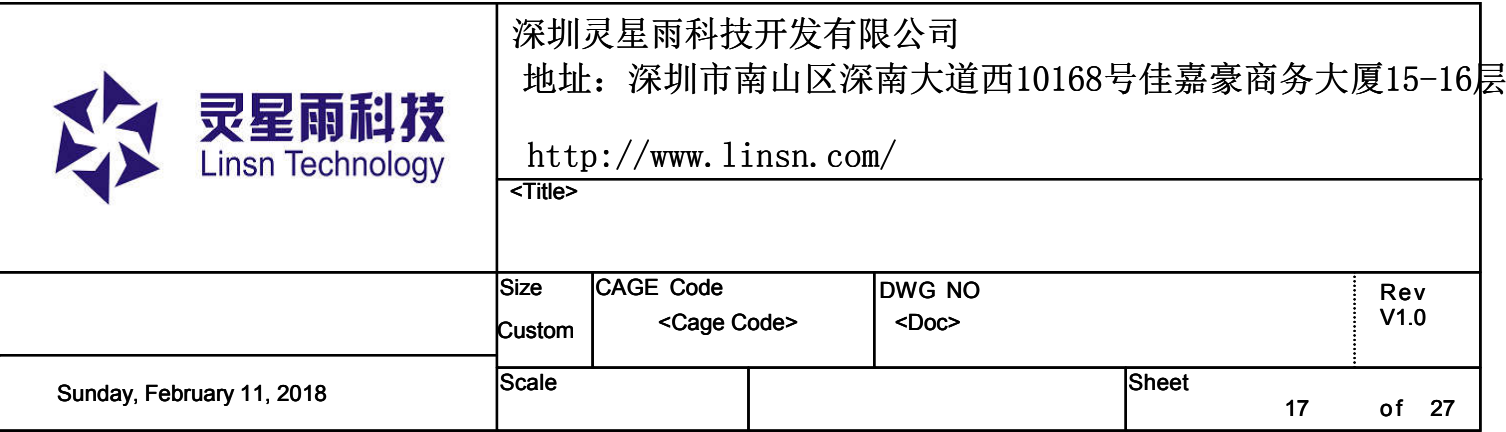 灵星雨科技
Linsn Technology
深圳灵星雨科技开发有限公司
地址：深圳市南山区深南大道西10168号佳嘉豪商务大厦15-16层
http://www.linsn.com/
<Title>
Size
Custom
CAGE Code
<Cage Code>
DWG NO
<Doc>
Rev
V1.0
Sunday, February 11, 2018
Scale
Sheet
17 of 27